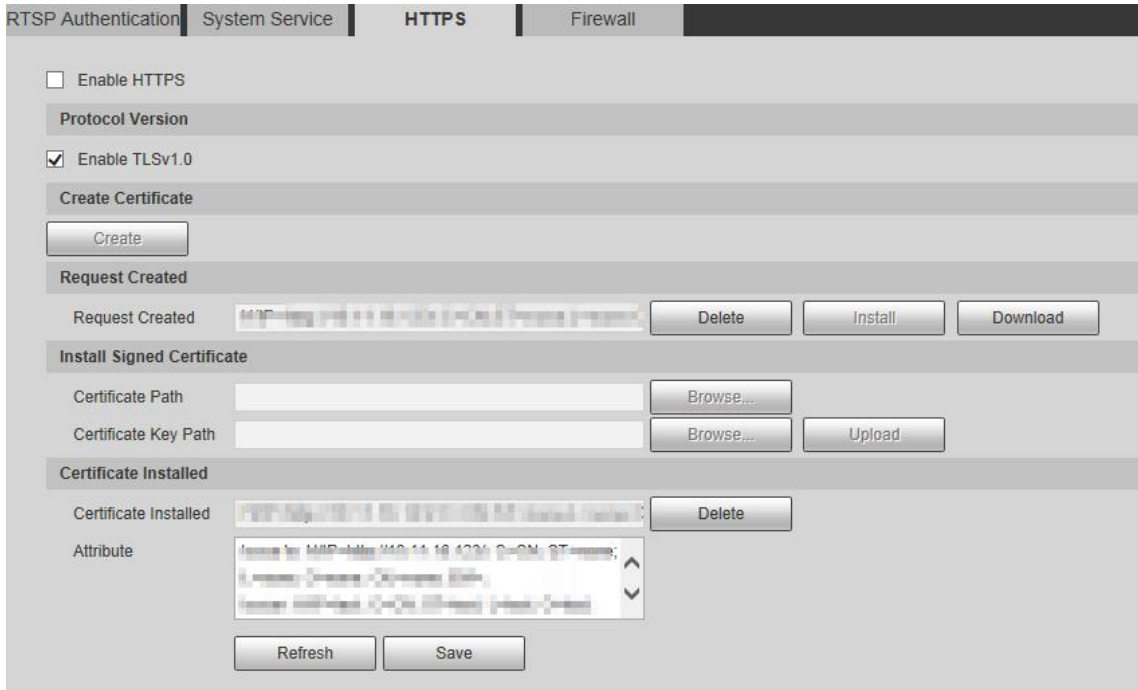 RTSP Authentication System Service HTTPS Firewall
Enable HTTPS
Protocol Version
Enable TLSv1.0
Create Certificate
Create
Request Created
Request Created Delete Install Download
Install Signed Certificate
Certificate Path Browse...
Certificate Key Path Browse... Upload
Certificate Installed
Certificate Installed Delete
Attribute
Refresh Save